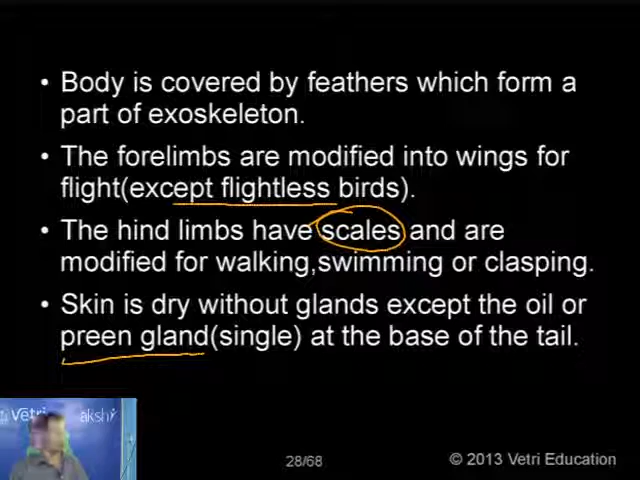 • Body is covered by feathers which form a
part of exoskeleton.
• The forelimbs are modified into wings for
flight(except flightless birds).
• The hind limbs have scales and are
modified for walking,swimming or clasping.
• Skin is dry without glands except the oil or
preen gland(single) at the base of the tail.
Vetri akshy
28/68
© 2013 Vetri Education